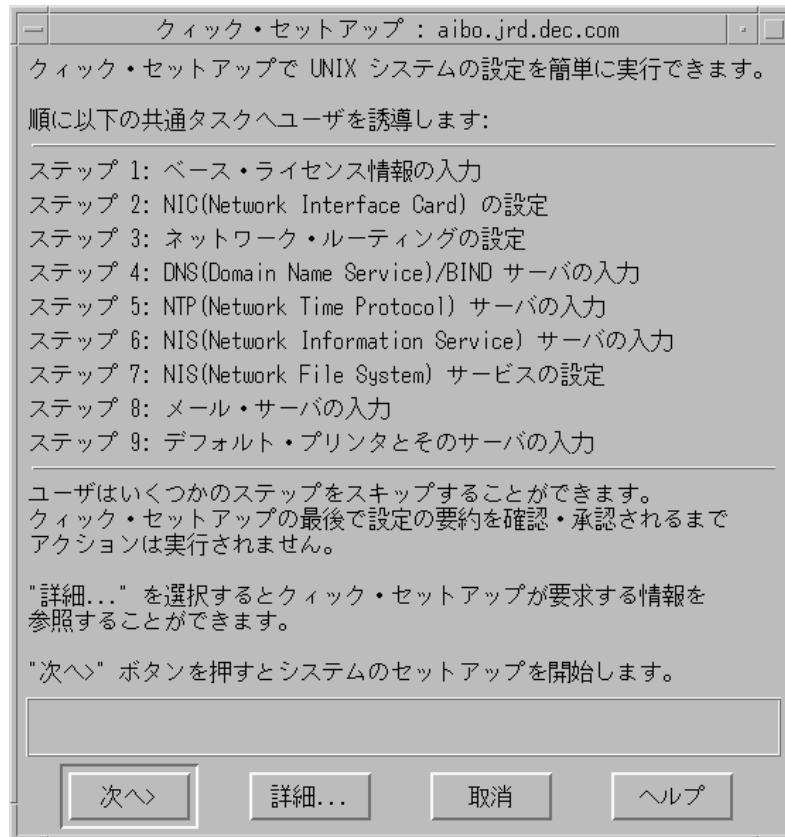 クィック・セットアップ : aibo.jrd.dec.com
クィック・セットアップで UNIX システムの設定を簡単に実行できます。
順に以下の共通タスクへユーザを誘導します:
ステップ 1: ベース・ライセンス情報の入力
ステップ 2: NIC(Network Interface Card) の設定
ステップ 3: ネットワーク・ルーティングの設定
ステップ 4: DNS(Domain Name Service)/BIND サーバの入力
ステップ 5: NTP(Network Time Protocol) サーバの入力
ステップ 6: NIS(Network Information Service) サーバの入力
ステップ 7: NIS(Network File System) サービスの設定
ステップ 8: メール・サーバの入力
ステップ 9: デフォルト・プリンタとそのサーバの入力
ユーザはいくつかのステップをスキップすることができます。
クィック・セットアップの最後で設定の要約を確認・承認されるまで
アクションは実行されません。
"詳細..." を選択するとクィック・セットアップが要求する情報を
参照することができます。
"次へ>" ボタンを押すとシステムのセットアップを開始します。
次へ>
詳細...
取消
ヘルプ